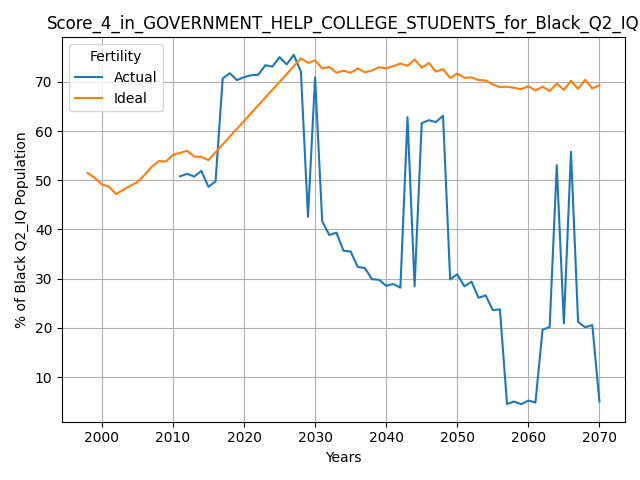 Score_4_in_GOVERNMENT_HELP_COLLEGE_STUDENTS_for_Black_Q2_IQ
Fertility
Actual
Ideal
% of Black Q2_IQ Population
70
60
50
40
30
20
10
2000 2010 2020 2030 2040 2050 2060 2070
Years